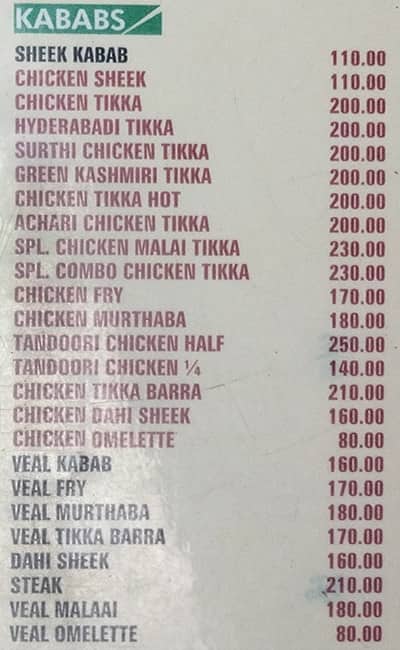 KABABS
SHEEK KABAB 110.00
CHICKEN SHEEK 110.00
CHICKEN TIKKA 200.00
HYDERABADI TIKKA 200.00
SURTHI CHICKEN TIKKA 200.00
GREEN KASHMIRI TIKKA 200.00
CHICKEN TIKKA HOT 200.00
ACHARI CHICKEN TIKKA 200.00
SPL. CHICKEN MALAI TIKKA 230.00
SPL. COMBO CHICKEN TIKKA 230.00
CHICKEN FRY 170.00
CHICKEN MURTHABA 180.00
TANDOORI CHICKEN HALF 250.00
TANDOORI CHICKEN ¼ 140.00
CHICKEN TIKKA BARRA 210.00
CHICKEN DAHI SHEEK 160.00
CHICKEN OMELETTE 80.00
VEAL KABAB 160.00
VEAL FRY 170.00
VEAL MURTHABA 180.00
VEAL TIKKA BARRA 170.00
DAHI SHEEK 160.00
STEAK 210.00
VEAL MALAAI 180.00
VEAL OMELETTE 80.00